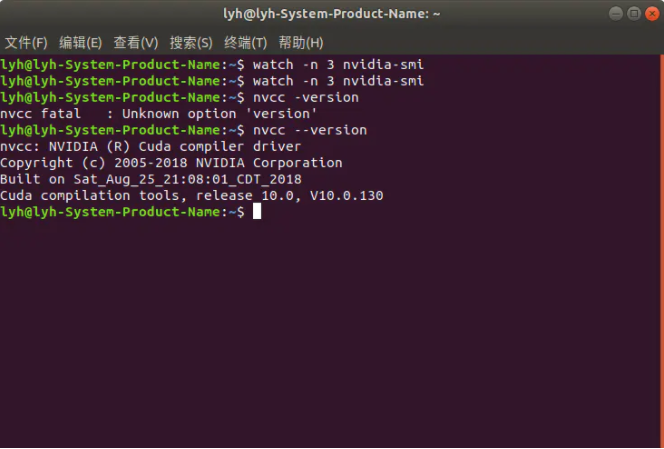 lyh@lyh-System-Product-Name: ~
文件(F) 编辑(E) 查看(V) 搜索(S) 终端(T) 帮助(H)
lyh@lyh-System-Product-Name:~$ watch -n 3 nvidia-smi
lyh@lyh-System-Product-Name:~$ watch -n 3 nvidia-smi
lyh@lyh-System-Product-Name:~$ nvcc -version
nvcc fatal   : Unknown option 'version'
lyh@lyh-System-Product-Name:~$ nvcc --version
nvcc: NVIDIA (R) Cuda compiler driver
Copyright (c) 2005-2018 NVIDIA Corporation
Built on Sat_Aug_25_21:08:01_CDT_2018
Cuda compilation tools, release 10.0, V10.0.130
lyh@lyh-System-Product-Name:~$